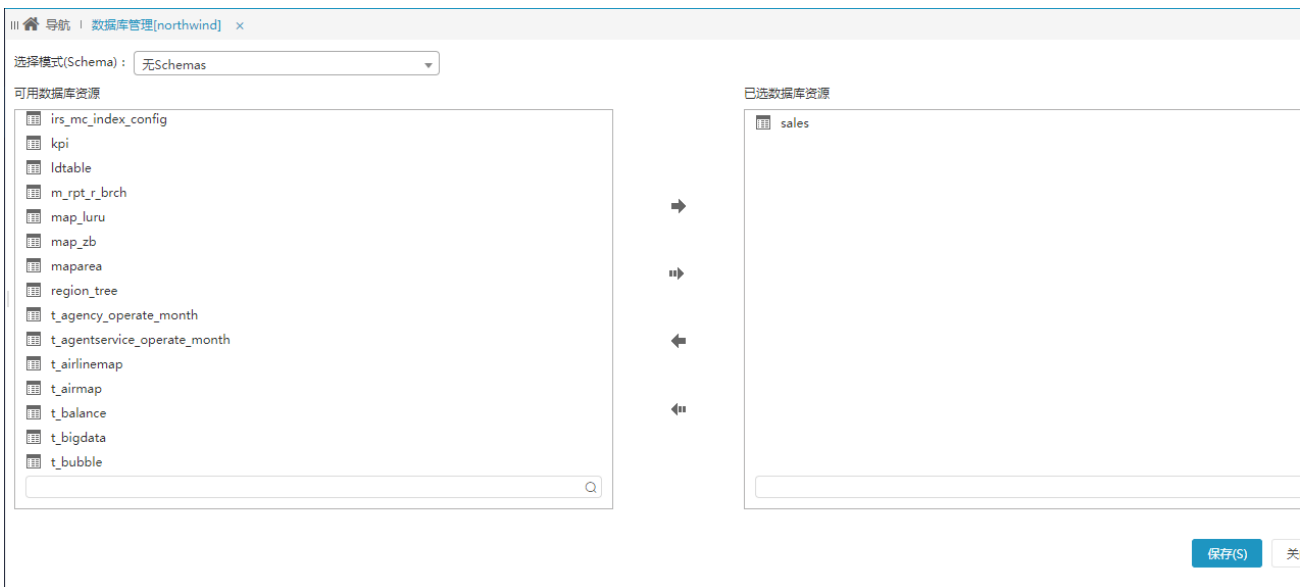 导航 数据库管理[northwind] ×
选择模式(Schema)： 无Schemas
可用数据库资源
irs_mc_index_config
kpi
ldtable
m_rpt_r_brch
map_luru
map_zb
maparea
region_tree
t_agency_operate_month
t_agentservice_operate_month
t_airlinemap
t_airmap
t_balance
t_bigdata
t_bubble
已选数据库资源
sales
保存(S) 关